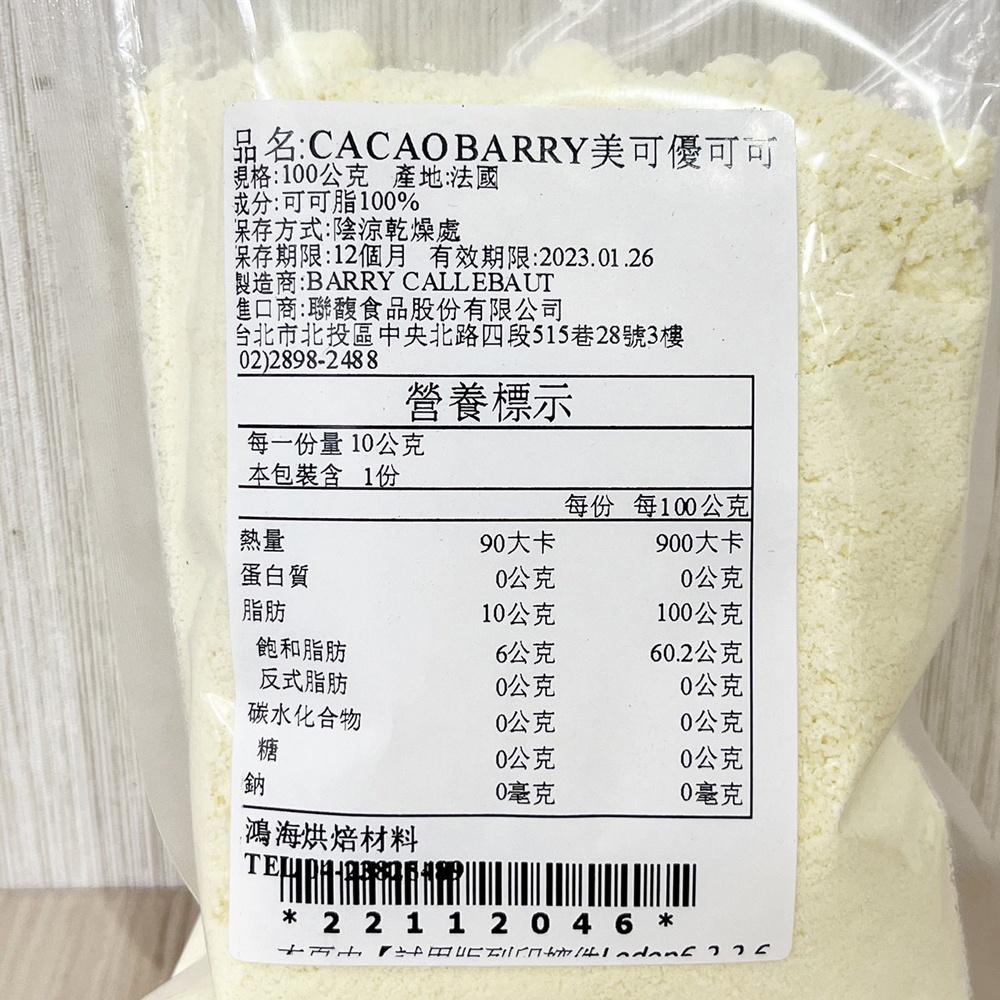 品名:CACAO BARRY美可優可可
規格:100公克 產地:法國
成分:可可脂100%
保存方式:陰涼乾燥處
保存期限:12個月 有效期限:2023.01.26
製造商:BARRY CALLEBAUT
進口商:聯馥食品股份有限公司
台北市北投區中央北路四段515巷28號3樓
02)2898-2488
營養標示
每一份量 10公克
本包裝含 1份
每份 每100公克
熱量 90大卡 900大卡
蛋白質 0公克 0公克
脂肪 10公克 100公克
飽和脂肪 6公克 60.2公克
反式脂肪 0公克 0公克
碳水化合物 0公克 0公克
糖 0公克 0公克
鈉 0毫克 0毫克
鴻海烘焙材料
TEL
*22112046*